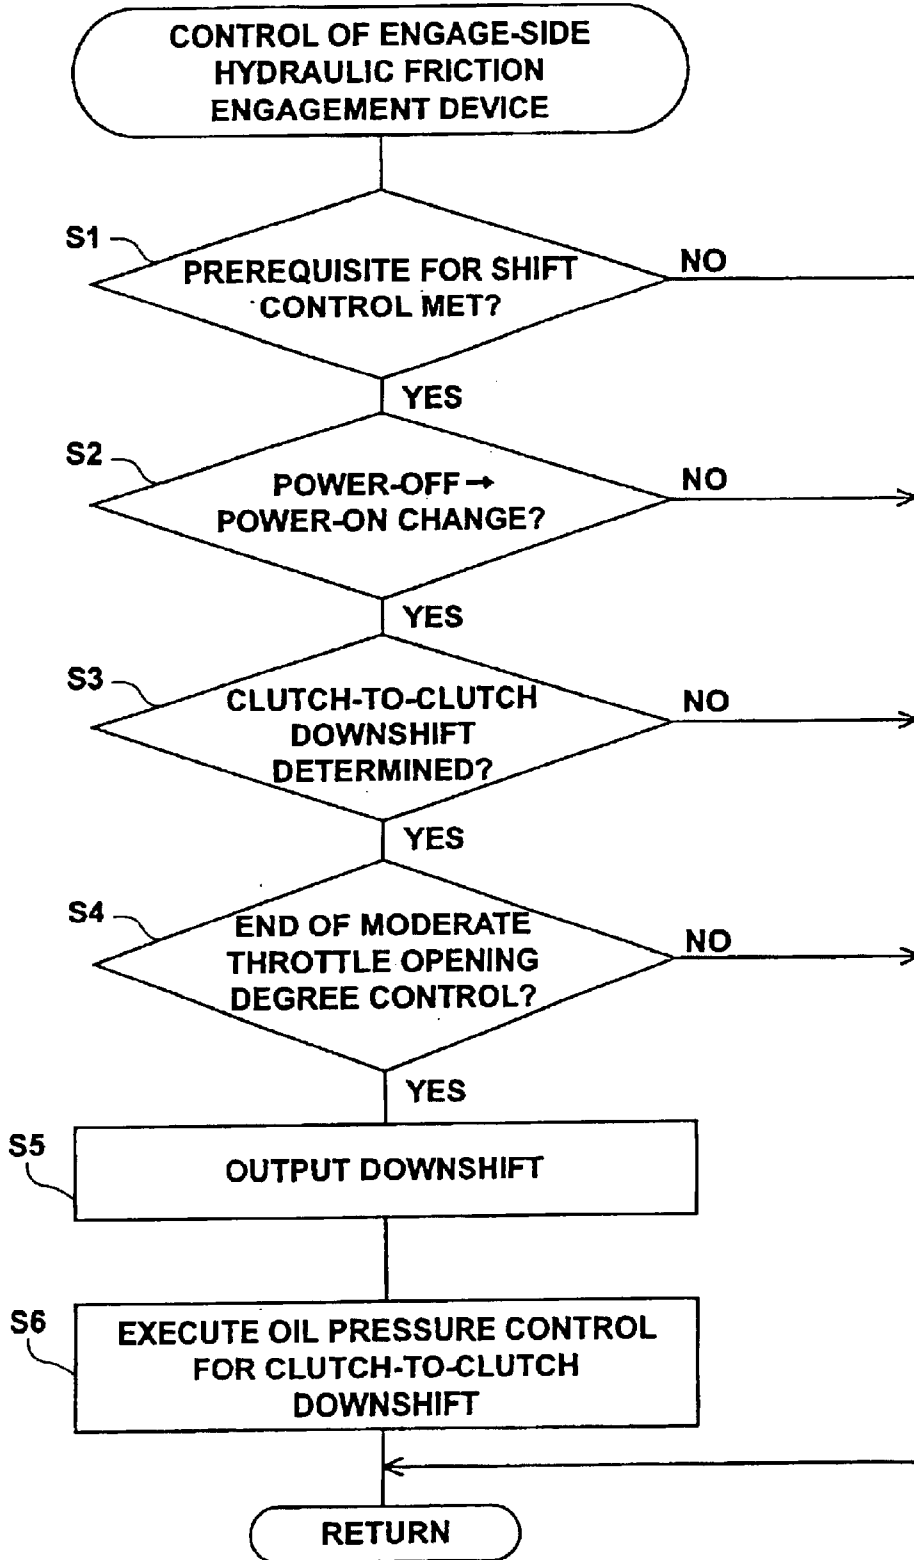 CONTROL OF ENGAGE-SIDE
HYDRAULIC FRICTION
ENGAGEMENT DEVICE
S1
PREREQUISITE FOR SHIFT
CONTROL MET?
NO
YES
S2
POWER-OFF →
POWER-ON CHANGE?
NO
YES
S3
CLUTCH-TO-CLUTCH
DOWNSHIFT
DETERMINED?
NO
YES
S4
END OF MODERATE
THROTTLE OPENING
DEGREE CONTROL?
NO
YES
S5
OUTPUT DOWNSHIFT
S6
EXECUTE OIL PRESSURE CONTROL
FOR CLUTCH-TO-CLUTCH
DOWNSHIFT
RETURN